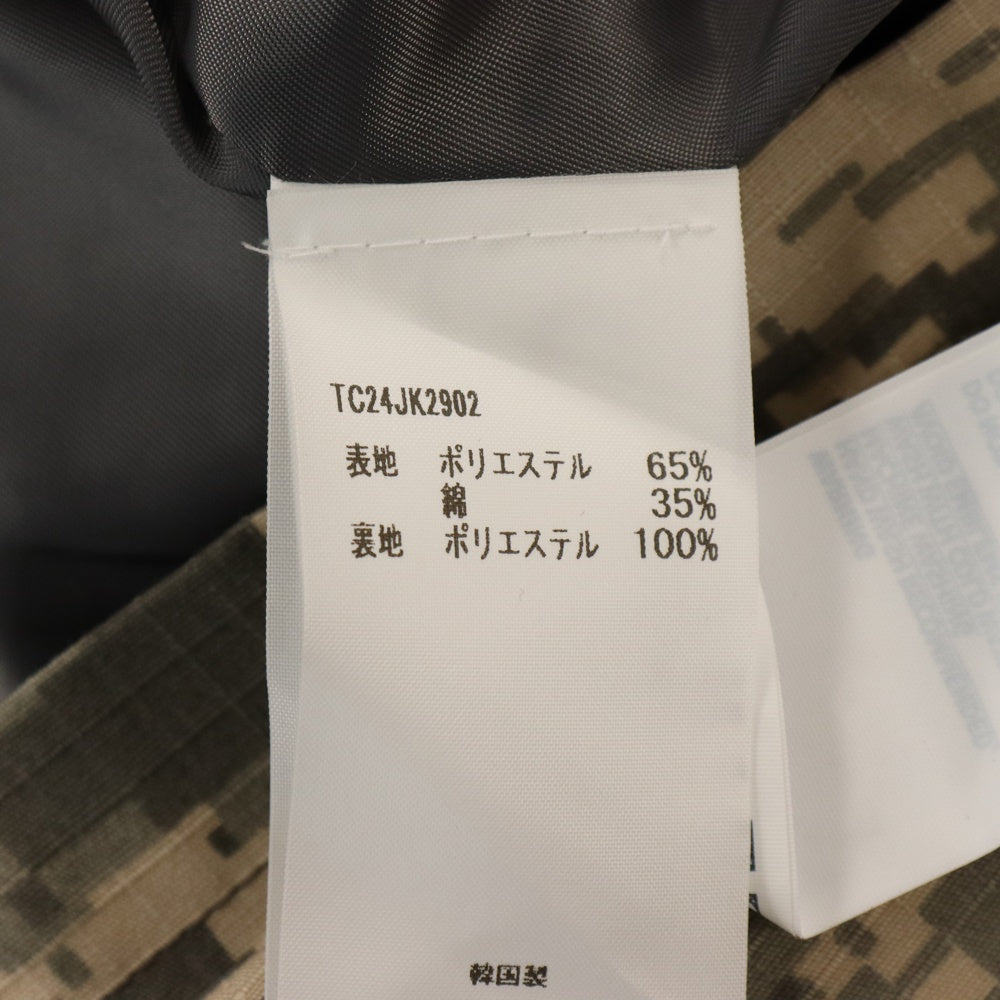 TC24JK2902
表地 ポリエステル 65%
綿 35%
裏地 ポリエステル 100%
韓国製